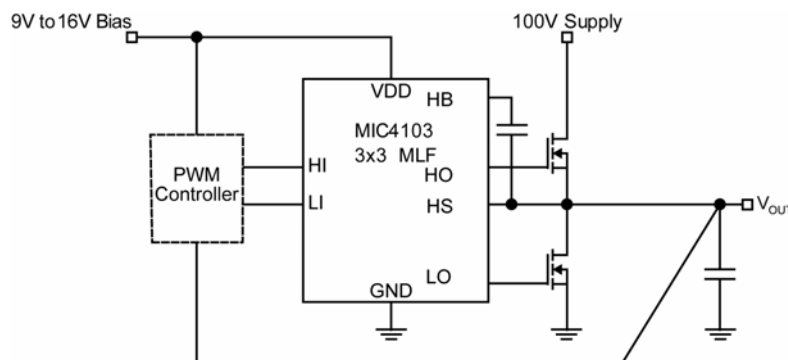 9V to 16V Bias
100V Supply
VDD
HB
MIC4103
3x3 MLF
PWM
Controller
HI
HO
LI
HS
VOUT
LO
GND